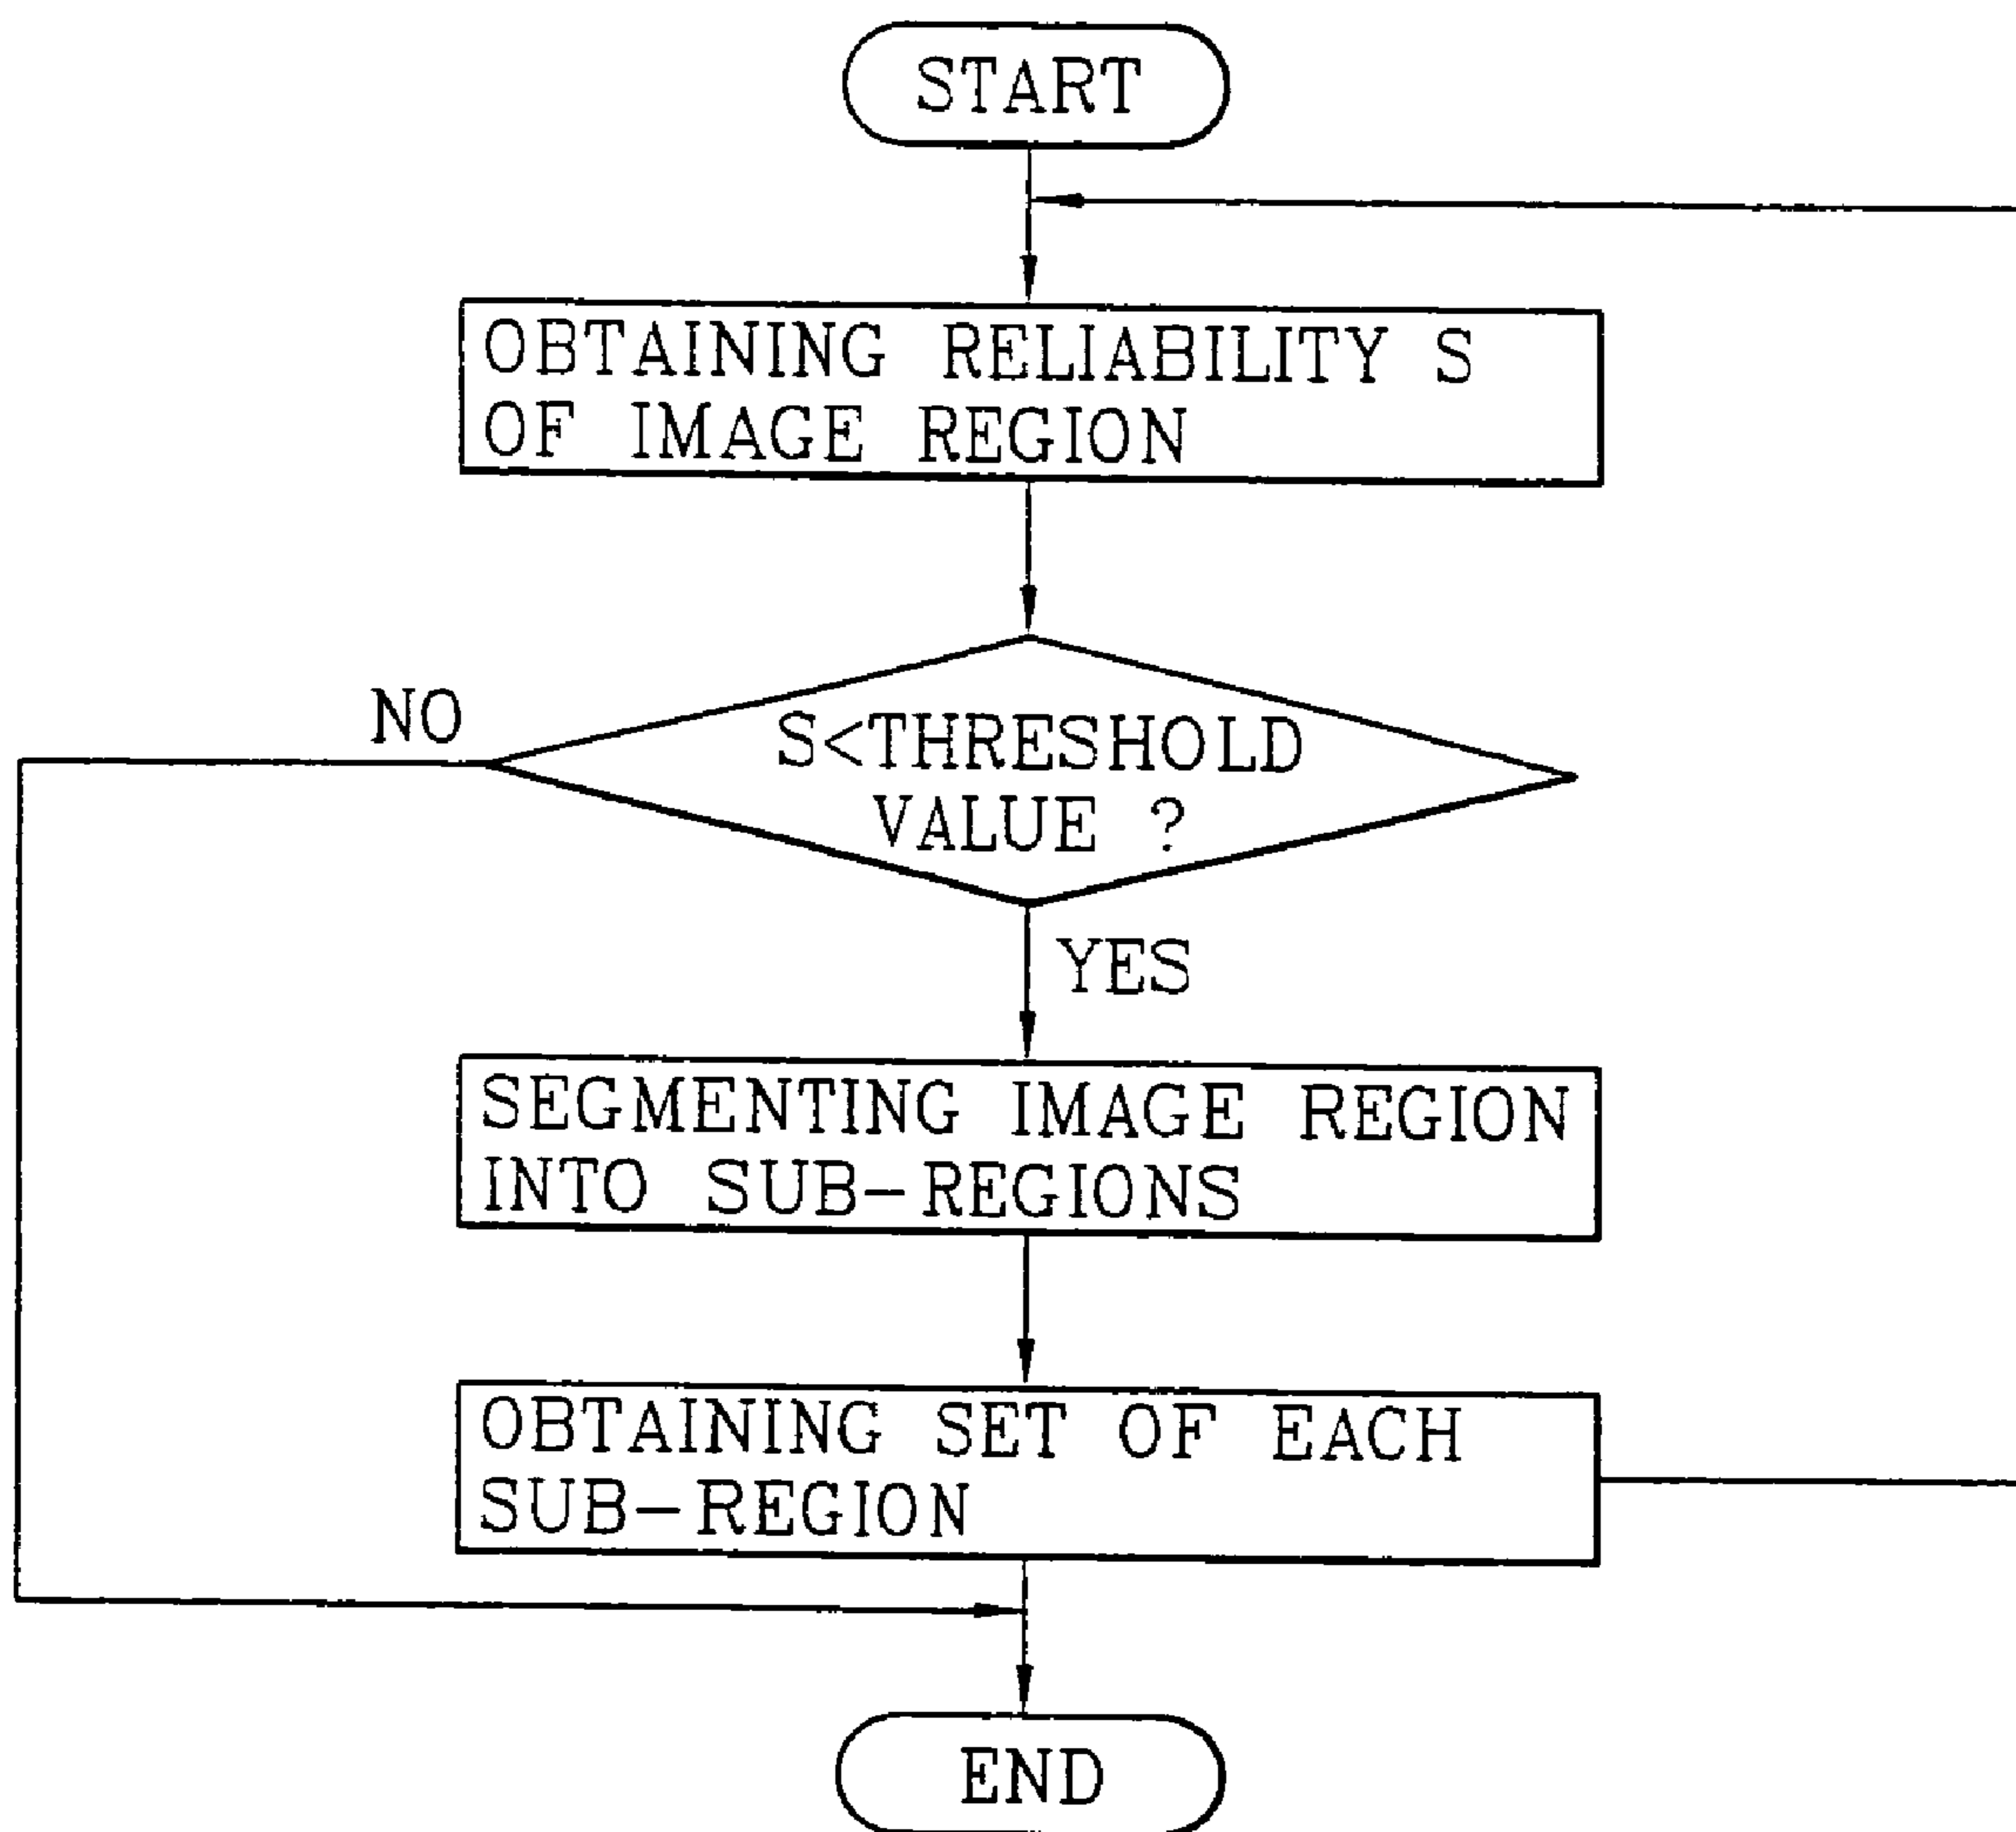 START
OBTAINING RELIABILITY S
OF IMAGE REGION
NO
S<THRESHOLD
VALUE ?
YES
SEGMENTING IMAGE REGION
INTO SUB-REGIONS
OBTAINING SET OF EACH
SUB-REGION
END